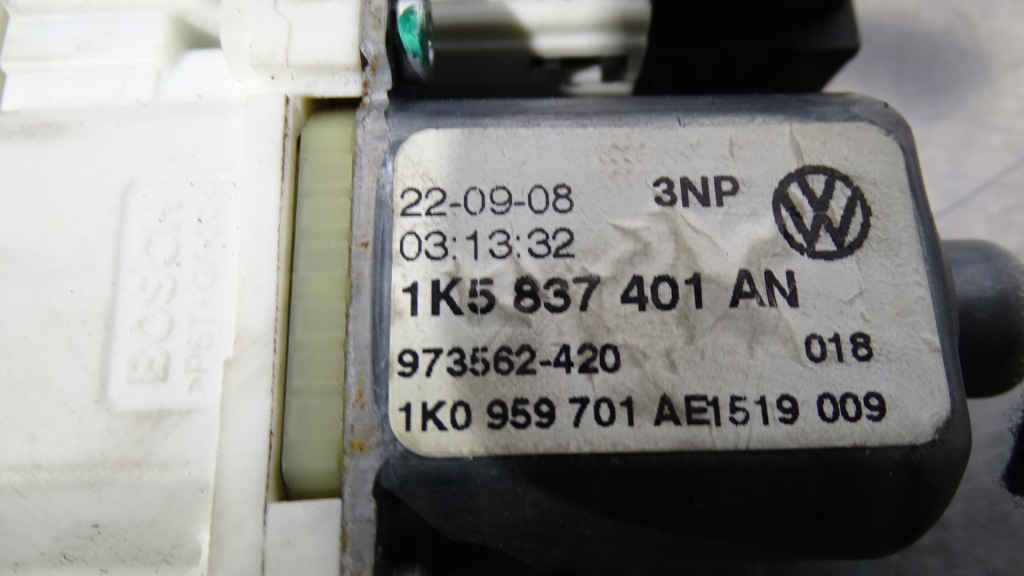 BOSCH
22-09-08 3NP
03:13:32
1K5 837 401 AN
973562-420 018
1K0 959 701 AE1519 009